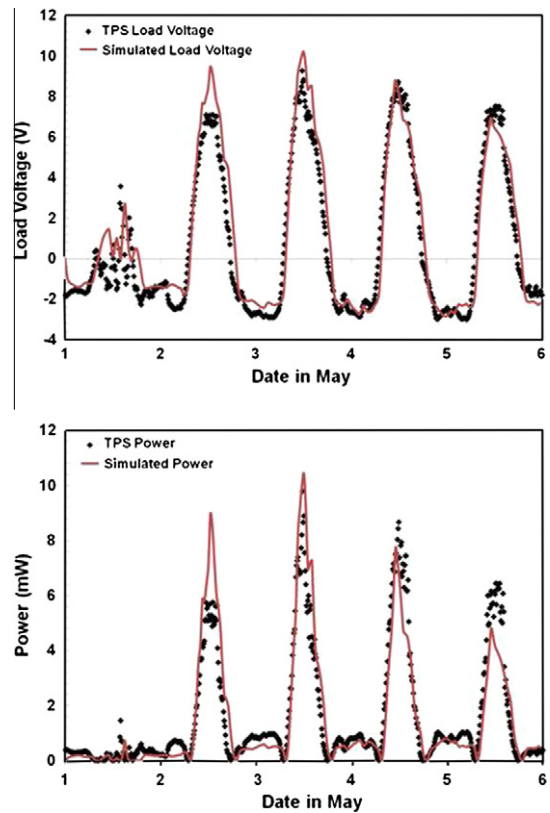 12
TPS Load Voltage
Simulated Load Voltage
10
8
6
4
2
0
-2
-4
Load Voltage (V)
1 2 3 4 5 6
Date in May
12
TPS Power
Simulated Power
10
8
6
4
2
0
Power (mW)
1 2 3 4 5 6
Date in May